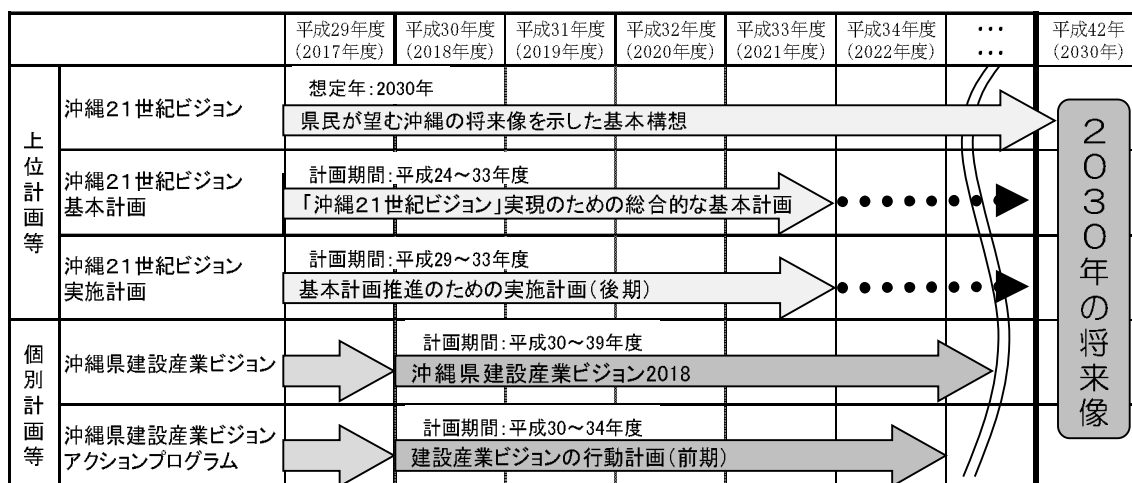 平成29年度 平成30年度 平成31年度 平成32年度 平成33年度 平成34年度 … 平成42年
(2017年度) (2018年度) (2019年度) (2020年度) (2021年度) (2022年度) … (2030年)
上位計画等
沖縄21世紀ビジョン
想定年:2030年
県民が望む沖縄の将来像を示した基本構想
沖縄21世紀ビジョン
基本計画
計画期間:平成24~33年度
「沖縄21世紀ビジョン」実現のための総合的な基本計画
沖縄21世紀ビジョン
実施計画
計画期間:平成29~33年度
基本計画推進のための実施計画(後期)
個別計画等
沖縄県建設産業ビジョン
計画期間:平成30~39年度
沖縄県建設産業ビジョン2018
沖縄県建設産業ビジョン
アクションプログラム
計画期間:平成30~34年度
建設産業ビジョンの行動計画(前期)
2030年の将来像